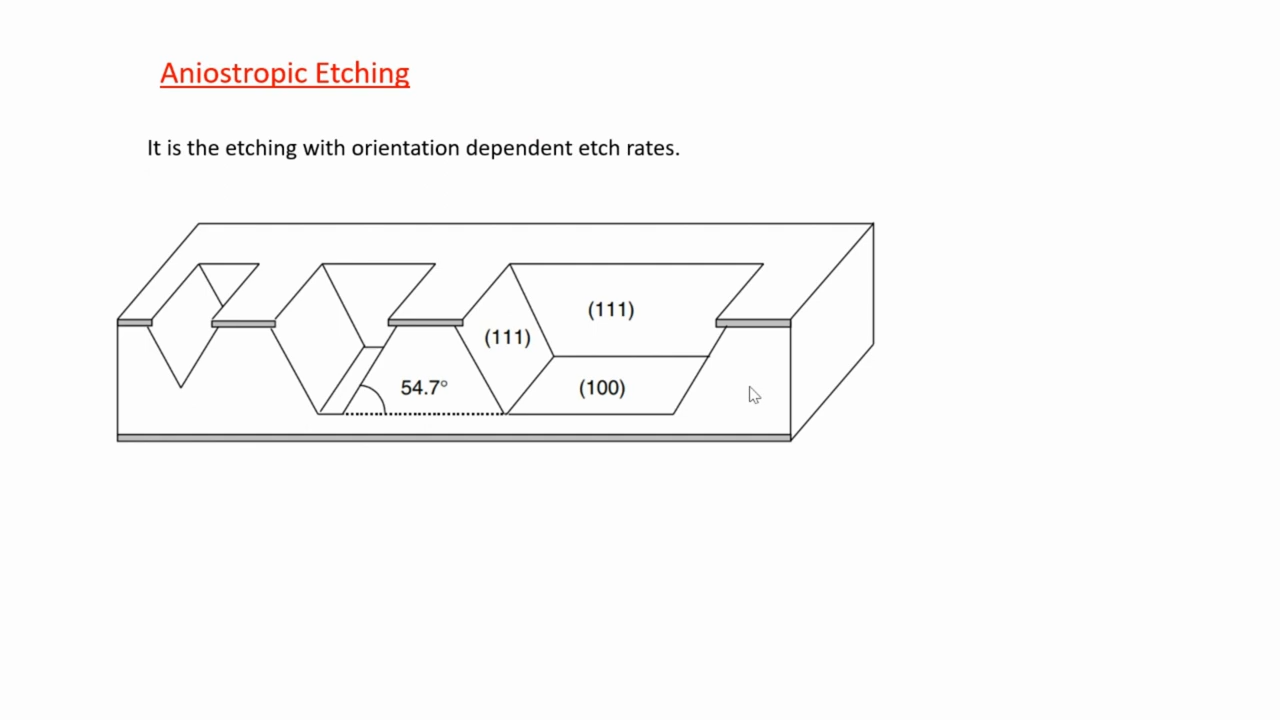 Aniostropic Etching
It is the etching with orientation dependent etch rates.
(111)
(111)
54.7°
(100)